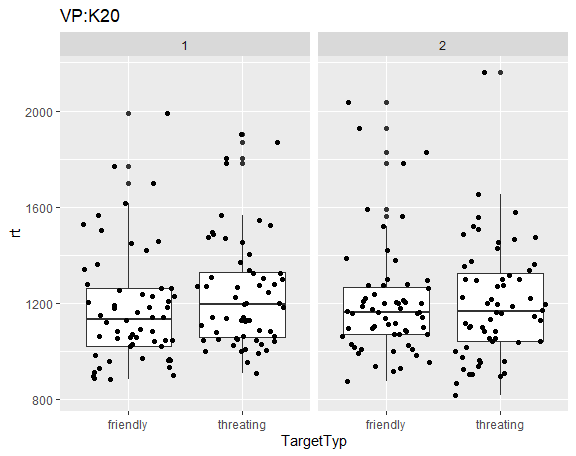 VP:K20
1 2
rt
2000
1600
1200
800
friendly threating friendly threating
TargetTyp